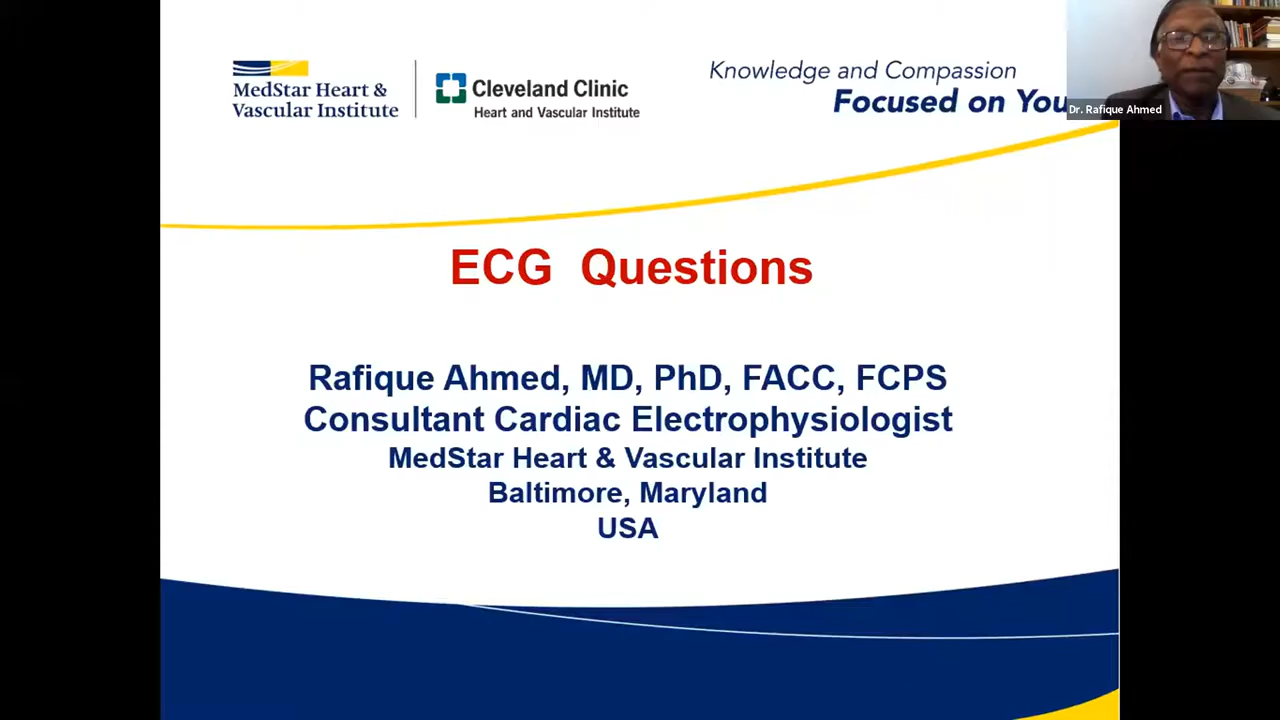 MedStar Heart &
Vascular Institute
Cleveland Clinic
Heart and Vascular Institute
Knowledge and Compassion
Focused on You
Dr. Rafique Ahmed
ECG Questions
Rafique Ahmed, MD, PhD, FACC, FCPS
Consultant Cardiac Electrophysiologist
MedStar Heart & Vascular Institute
Baltimore, Maryland
USA